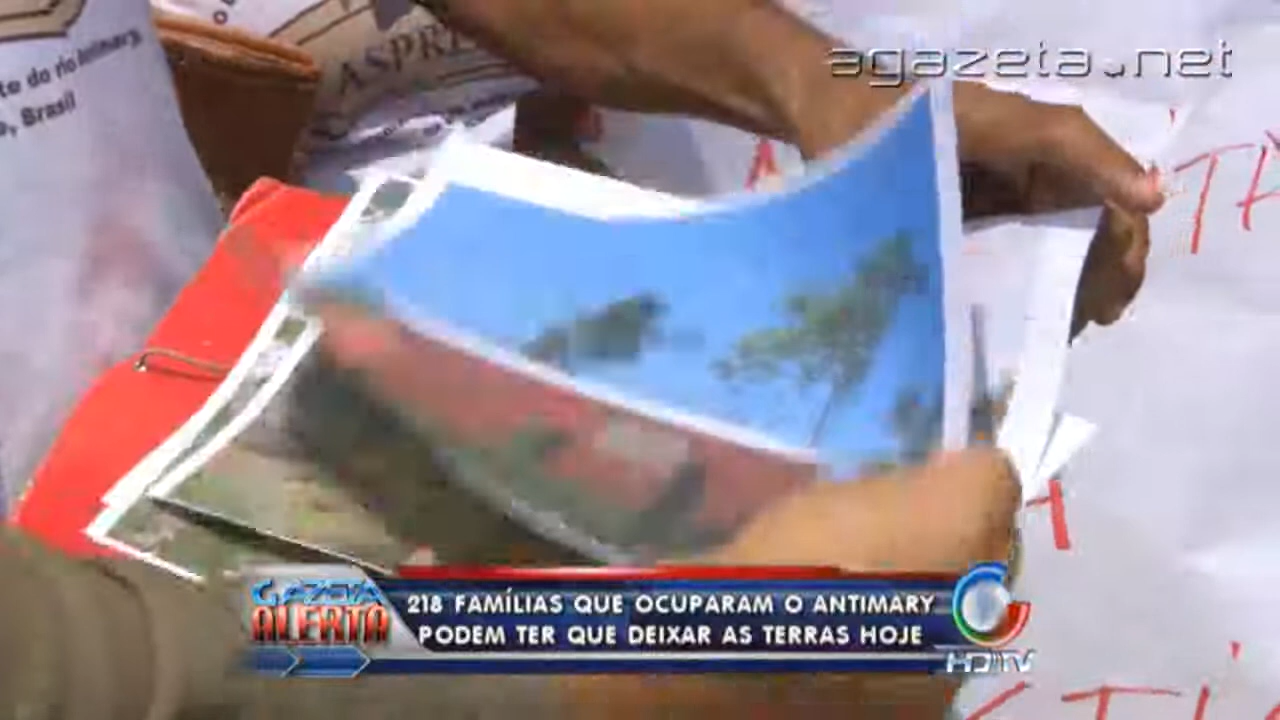 agazeta.net
te do rio Antimary,
o, Brasil
ASPRE
GAZETA
ALERTA
218 FAMÍLIAS QUE OCUPARAM O ANTIMARY
PODEM TER QUE DEIXAR AS TERRAS HOJE
HDTV